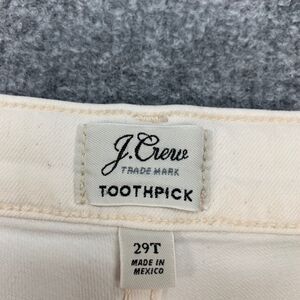 J.Crew
TRADE MARK
TOOTHPICK
29T
MADE IN
MEXICO